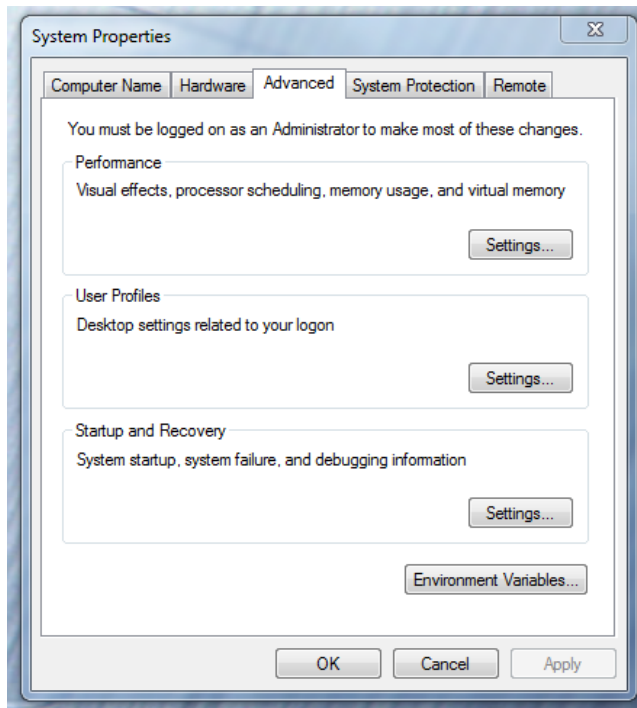 System Properties
Computer Name Hardware Advanced System Protection Remote
You must be logged on as an Administrator to make most of these changes.
Performance
Visual effects, processor scheduling, memory usage, and virtual memory
Settings...
User Profiles
Desktop settings related to your logon
Settings...
Startup and Recovery
System startup, system failure, and debugging information
Settings...
Environment Variables...
OK Cancel Apply